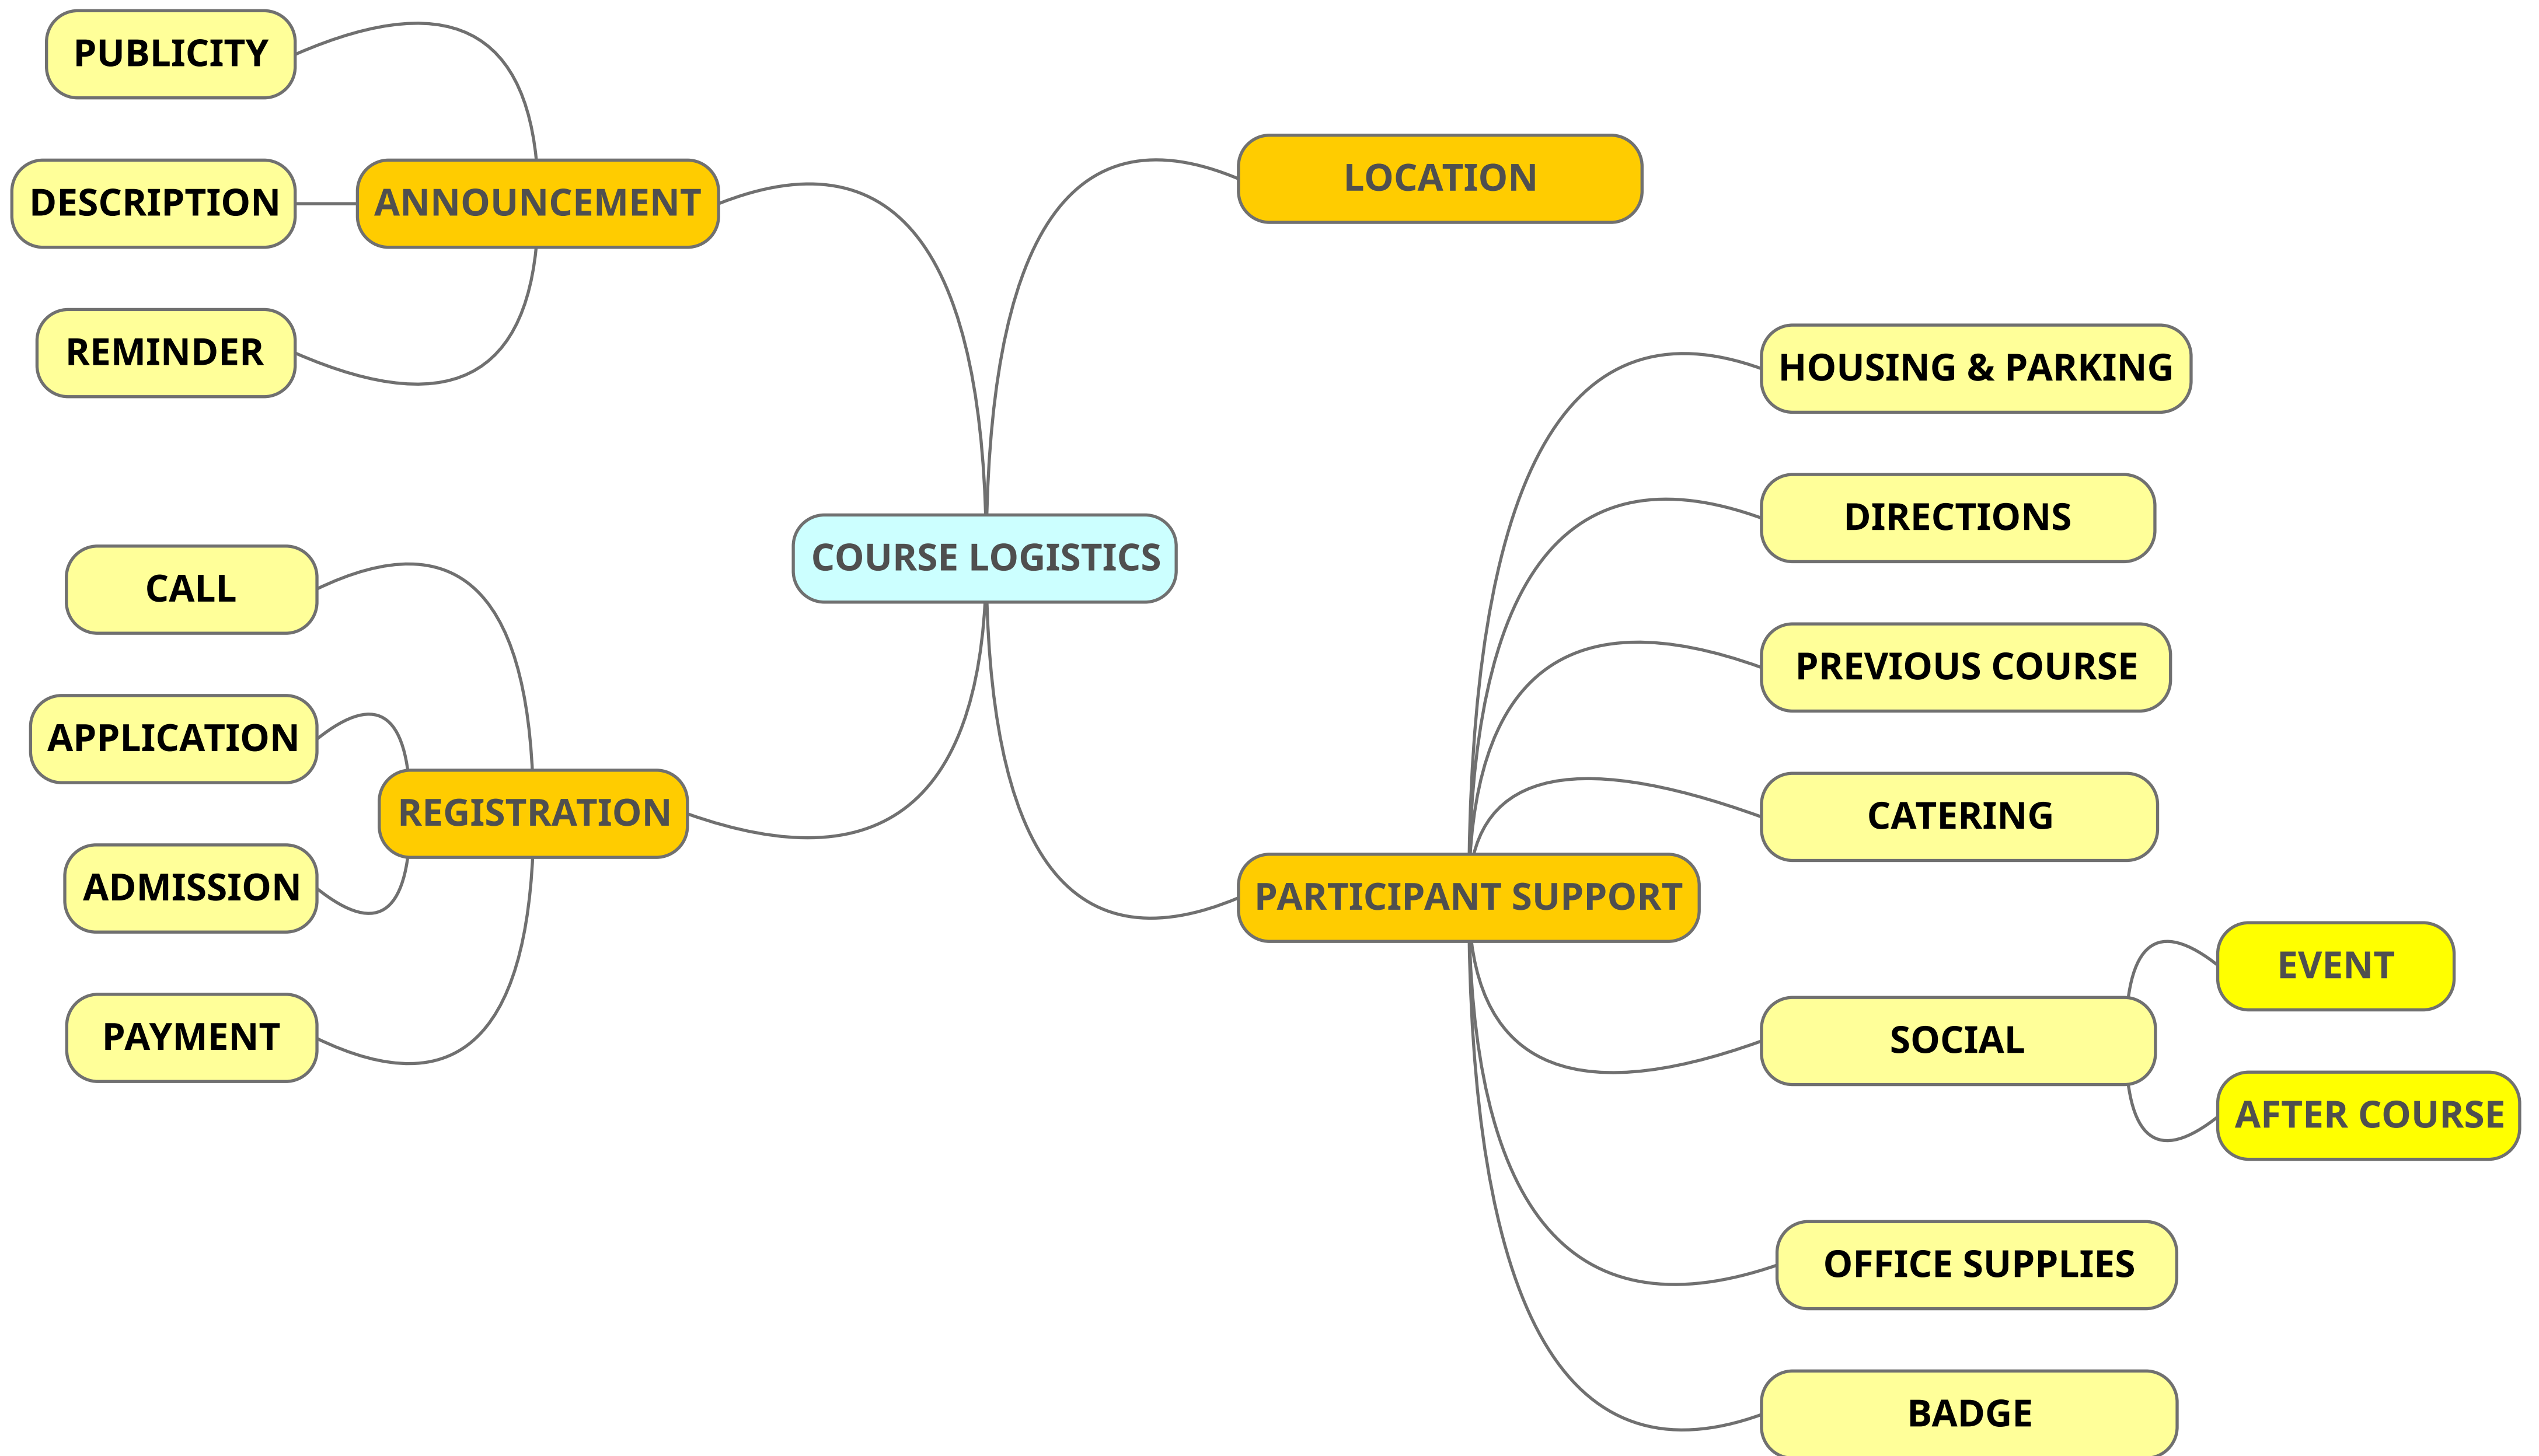 PUBLICITY
DESCRIPTION
ANNOUNCEMENT
REMINDER
LOCATION
COURSE LOGISTICS
CALL
APPLICATION
REGISTRATION
ADMISSION
PAYMENT
HOUSING & PARKING
DIRECTIONS
PREVIOUS COURSE
CATERING
PARTICIPANT SUPPORT
EVENT
SOCIAL
AFTER COURSE
OFFICE SUPPLIES
BADGE